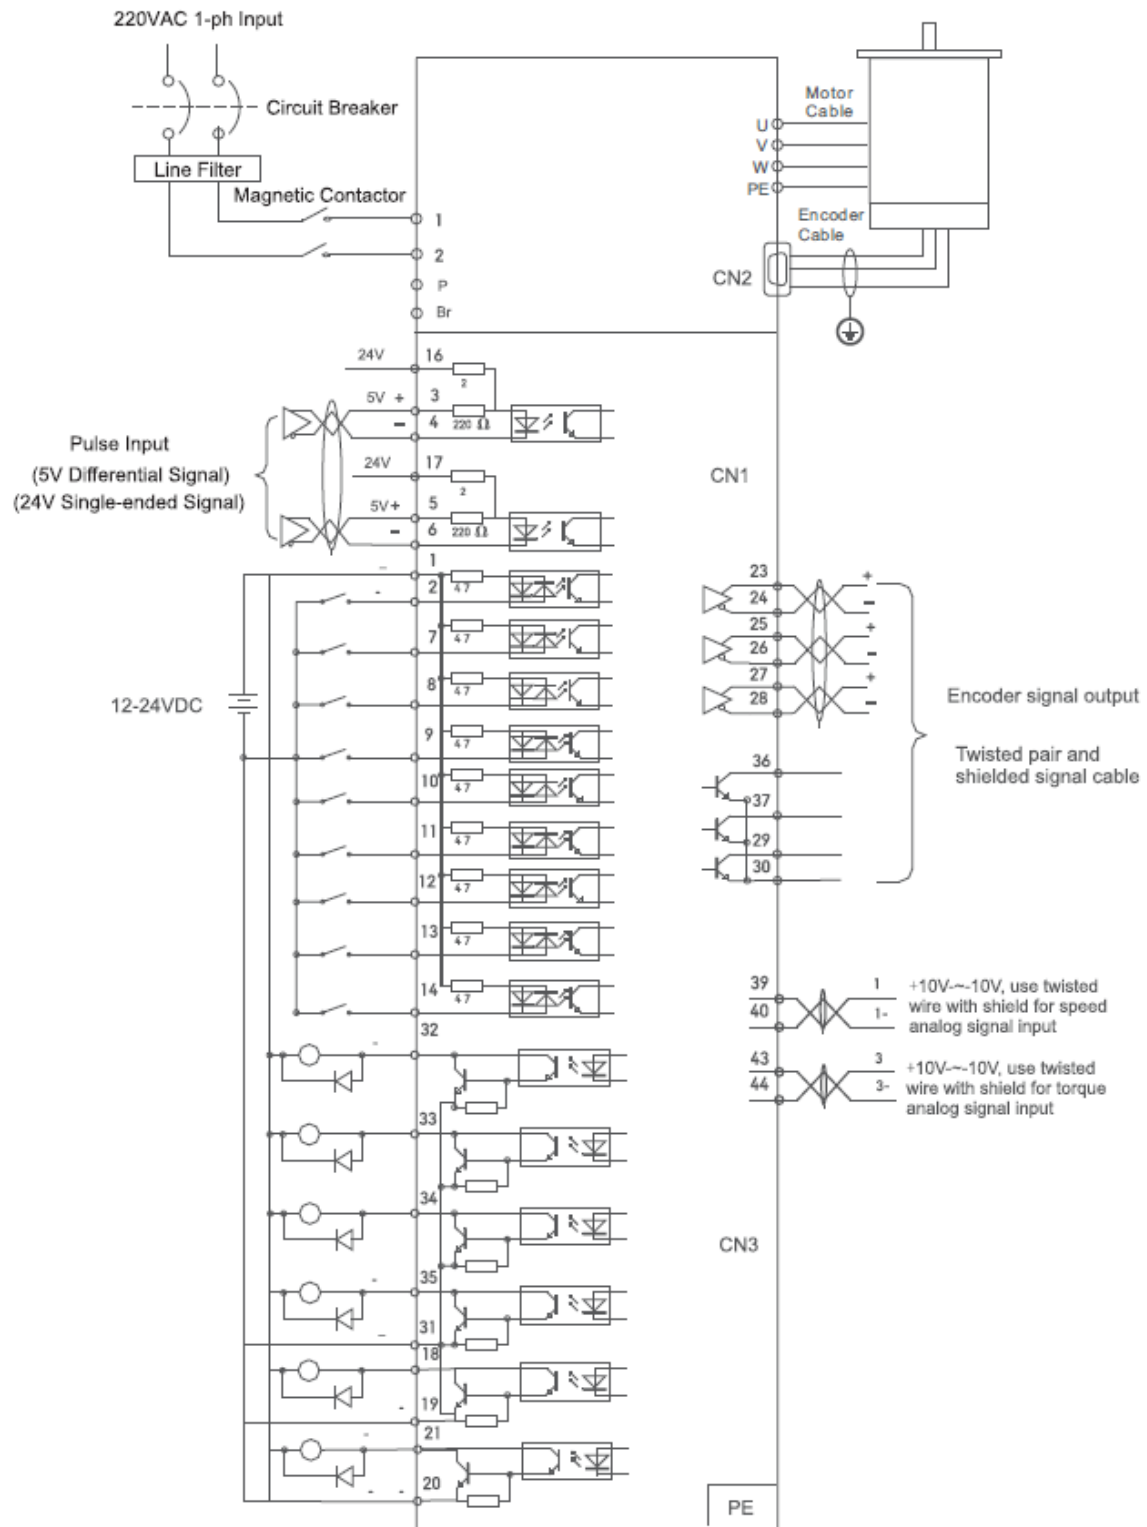 220VAC 1-ph Input
Circuit Breaker
Line Filter
Magnetic Contactor
1
2
P
Br
Motor
Cable
U
V
W
PE
Encoder
Cable
CN2
24V
16
2
5V +
3
-
4
220 Ω
Pulse Input
(5V Differential Signal)
(24V Single-ended Signal)
24V
17
2
5V+
5
-
6
220 Ω
CN1
1
2
47
7
47
8
47
9
47
10
47
11
47
12
47
13
47
14
47
12-24VDC
23
+
24
-
25
+
26
-
27
+
28
-
Encoder signal output
Twisted pair and
shielded signal cable
36
37
29
30
39
1
40
1-
+10V-~-10V, use twisted
wire with shield for speed
analog signal input
43
3
44
3-
+10V-~-10V, use twisted
wire with shield for torque
analog signal input
32
33
34
35
31
18
19
21
20
CN3
PE